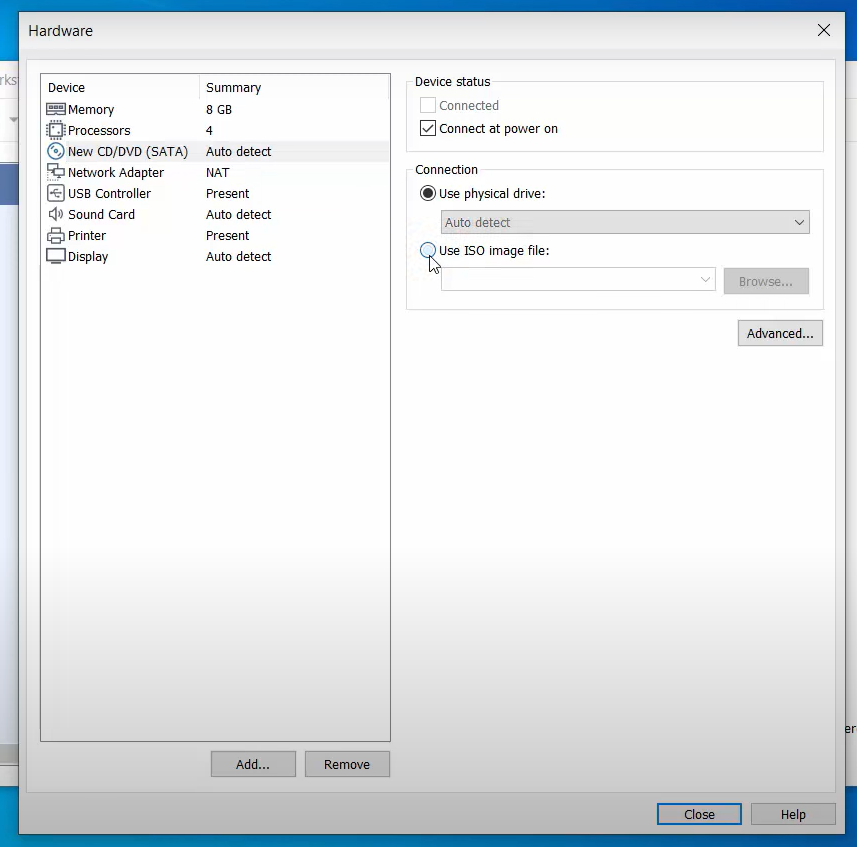 Hardware
rks
Device Summary
Memory 8 GB
Processors 4
New CD/DVD (SATA) Auto detect
Network Adapter NAT
USB Controller Present
Sound Card Auto detect
Printer Present
Display Auto detect
Add...
Remove
Device status
Connected
Connect at power on
Connection
Use physical drive:
Auto detect
Use ISO image file:
Browse...
Advanced...
er
Close
Help